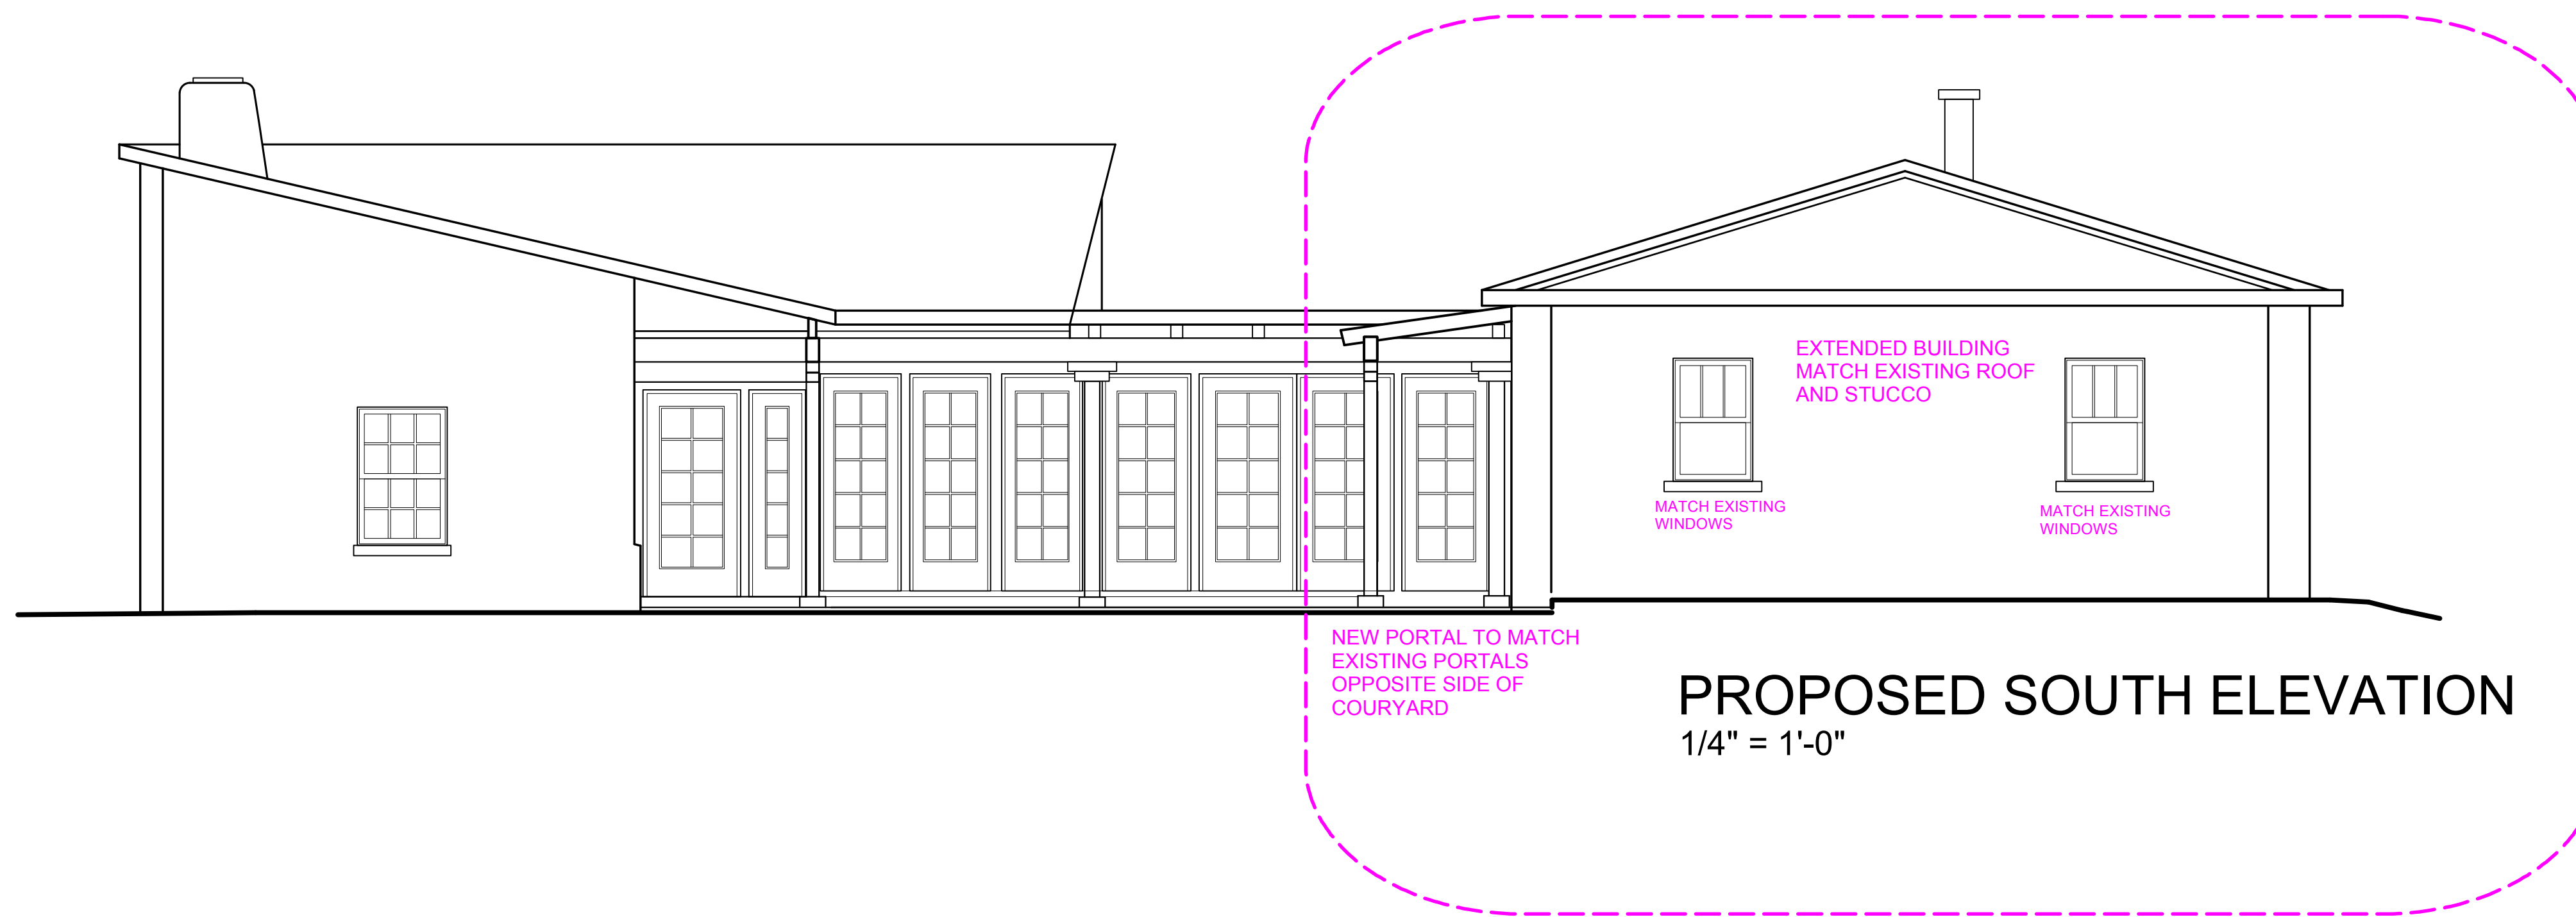 EXTENDED BUILDING
MATCH EXISTING ROOF
AND STUCCO
MATCH EXISTING
WINDOWS
MATCH EXISTING
WINDOWS
NEW PORTAL TO MATCH
EXISTING PORTALS
OPPOSITE SIDE OF
COURYARD
PROPOSED SOUTH ELEVATION
1/4" = 1'-0"